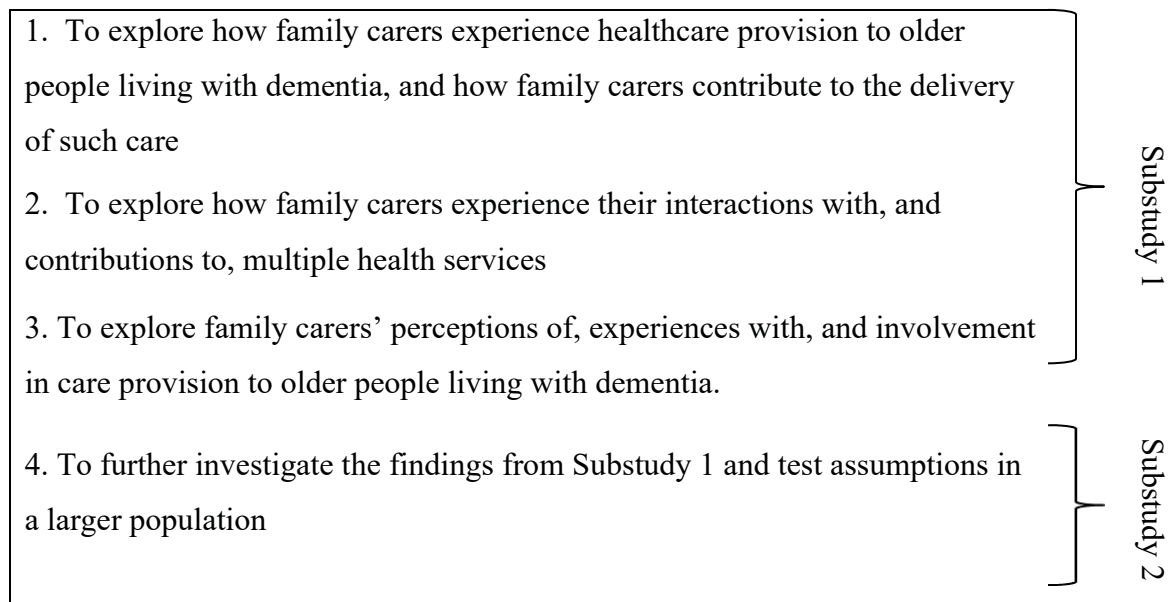 1. To explore how family carers experience healthcare provision to older
people living with dementia, and how family carers contribute to the delivery
of such care
2. To explore how family carers experience their interactions with, and
contributions to, multiple health services
3. To explore family carers’ perceptions of, experiences with, and involvement
in care provision to older people living with dementia.
Substudy 1
4. To further investigate the findings from Substudy 1 and test assumptions in
a larger population
Substudy 2